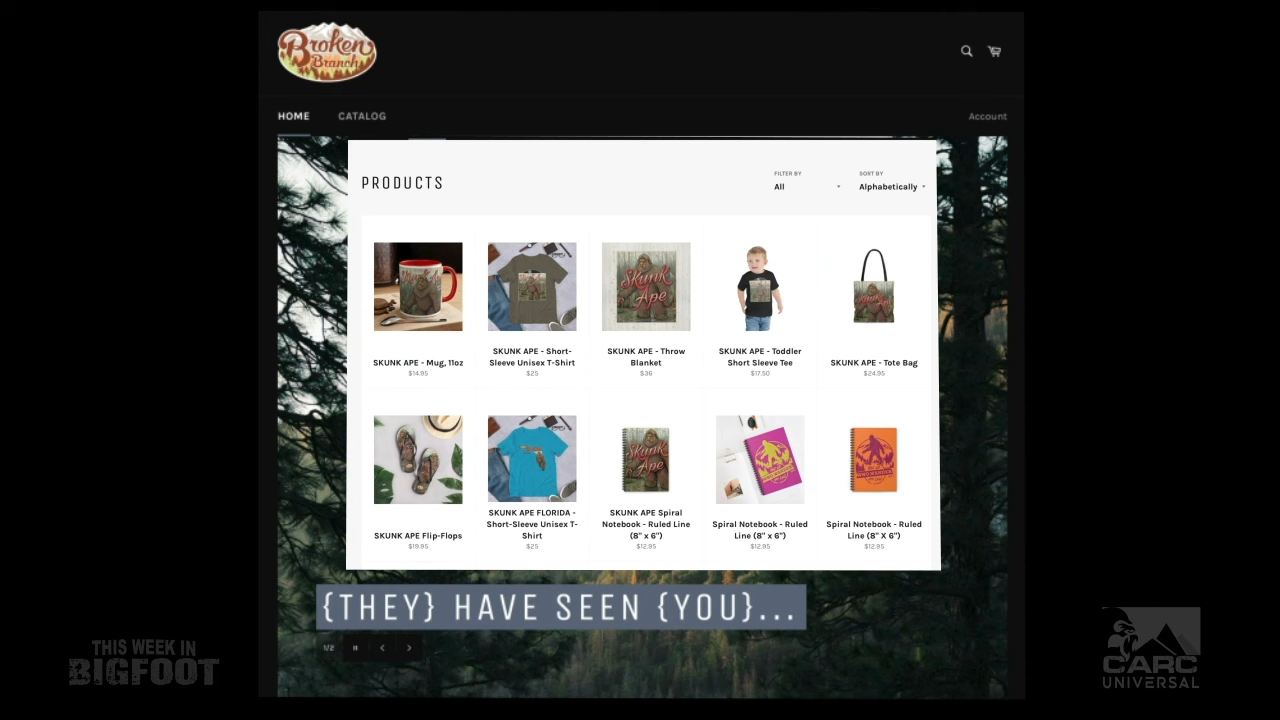 Broken
Branch
HOME
CATALOG
Account
PRODUCTS
FILTER BY
All
SORT BY
Alphabetically
Skunk
Ape
SKUNK APE - Mug, 11oz
$14.95
SKUNK APE - Short-
Sleeve Unisex T-Shirt
$25
SKUNK APE - Throw
Blanket
$36
SKUNK APE - Toddler
Short Sleeve Tee
$17.50
SKUNK APE - Tote Bag
$24.95
Skunk
Ape
SKUNK APE Flip-Flops
$19.95
SKUNK APE FLORIDA -
Short-Sleeve Unisex T-
Shirt
$25
SKUNK APE Spiral
Notebook - Ruled Line
(8" x 6")
$12.95
Spiral Notebook - Ruled
Line (8" x 6")
$12.95
Spiral Notebook - Ruled
Line (8" X 6")
$12.95
{THEY} HAVE SEEN {YOU}...
1/2
THIS WEEK IN
BIGFOOT
CARC
UNIVERSAL